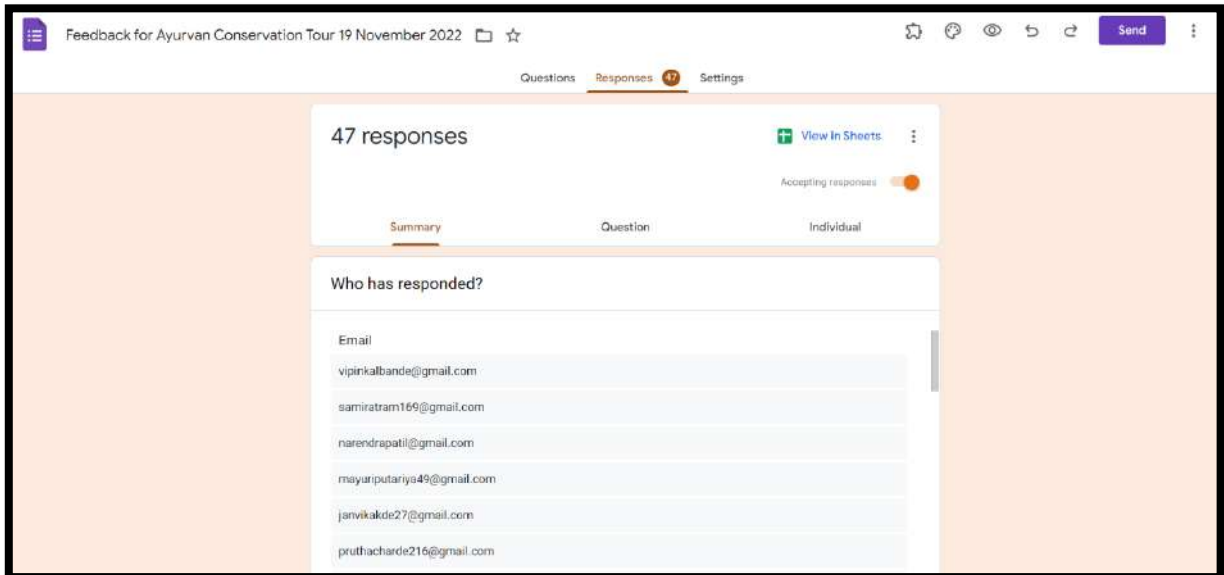 Feedback for Ayurvan Conservation Tour 19 November 2022
Send
Questions Responses 47 Settings
47 responses
View in Sheets
Accepting responses
Summary Question Individual
Who has responded?
Email
vipinkalbande@gmail.com
samiratram169@gmail.com
narendrapatil@gmail.com
mayuriputariya49@gmail.com
janvikakde27@gmail.com
pruthacharde216@gmail.com